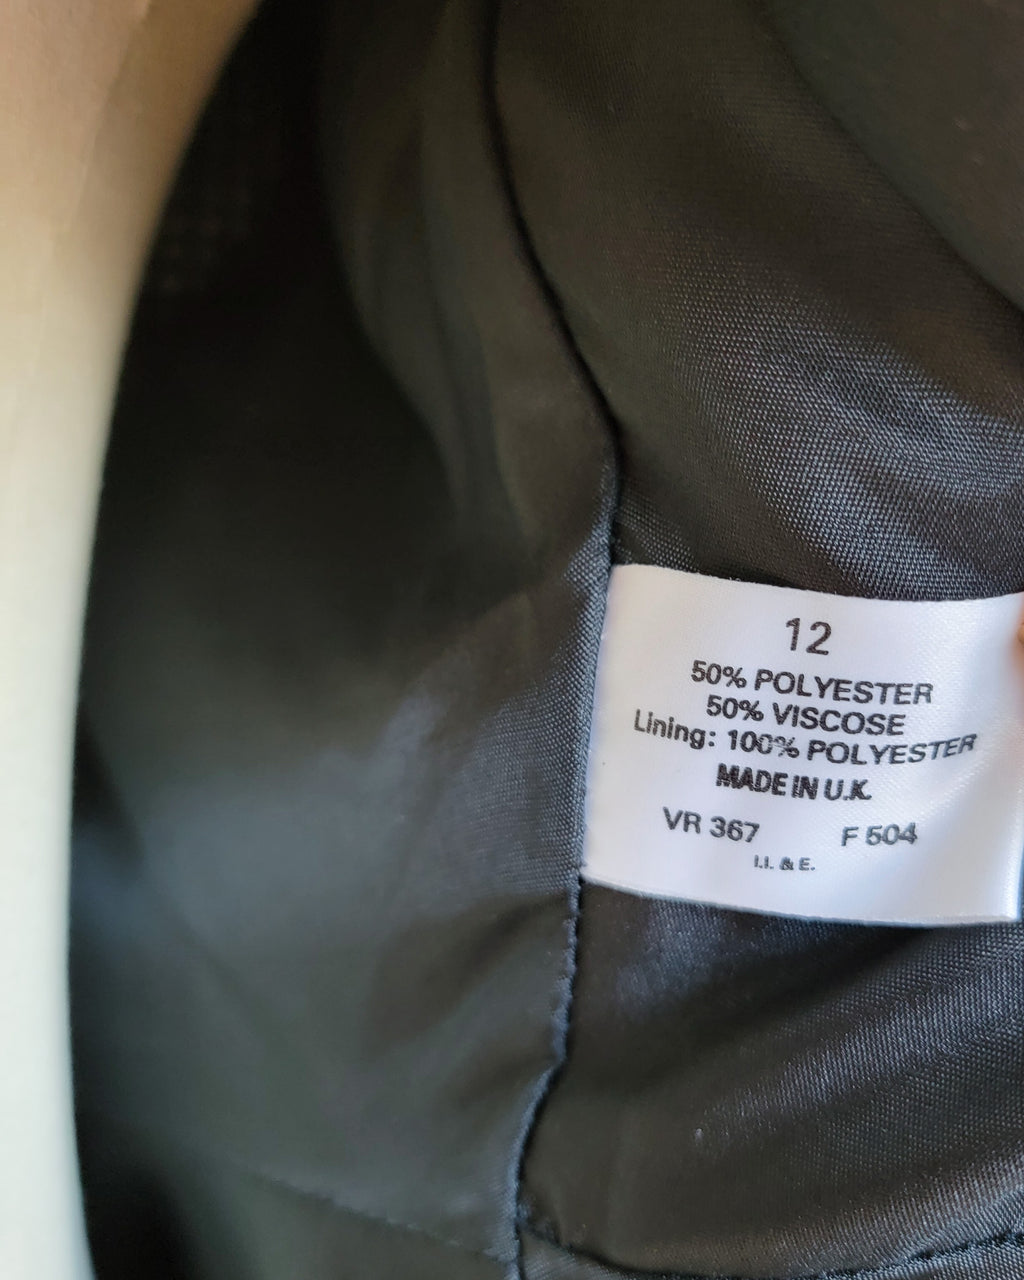 12
50% POLYESTER
50% VISCOSE
Lining: 100% POLYESTER
MADE IN U.K.
VR 367 F 504
I.I. & E.